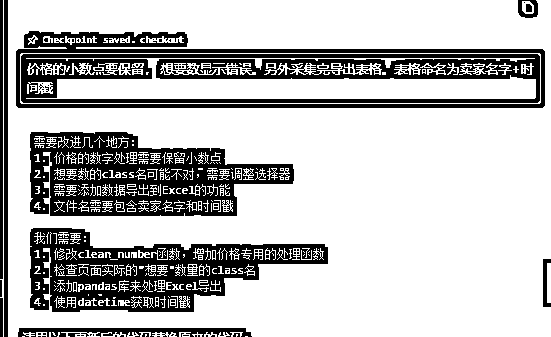 Checkpoint saved. checkout
价格的小数点要保留, 想要数显示错误。另外采集完导出表格。表格命名为卖家名字+时
间戳
需要改进几个地方:
1. 价格的数字处理需要保留小数点
2. 想要数的class名可能不对,需要调整选择器
3. 需要添加数据导出到Excel的功能
4. 文件名需要包含卖家名字和时间戳
我们需要:
1. 修改clean_number函数,增加价格专用的处理函数
2. 检查页面实际的"想要"数量的class名
3. 添加pandas库来处理Excel导出
4. 使用datetime获取时间戳